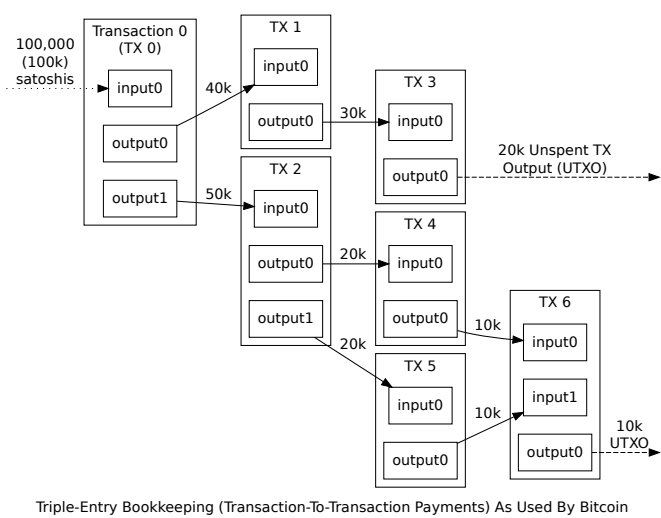 100,000
(100k)
satoshis
Transaction 0
(TX 0)
input0
output0
output1
40k
50k
TX 1
input0
output0
30k
TX 2
input0
output0
output1
20k
20k
TX 3
input0
output0
20k Unspent TX
Output (UTXO)
TX 4
input0
output0
10k
TX 5
input0
output0
10k
TX 6
input0
input1
output0
10k
UTXO
Triple-Entry Bookkeeping (Transaction-To-Transaction Payments) As Used By Bitcoin